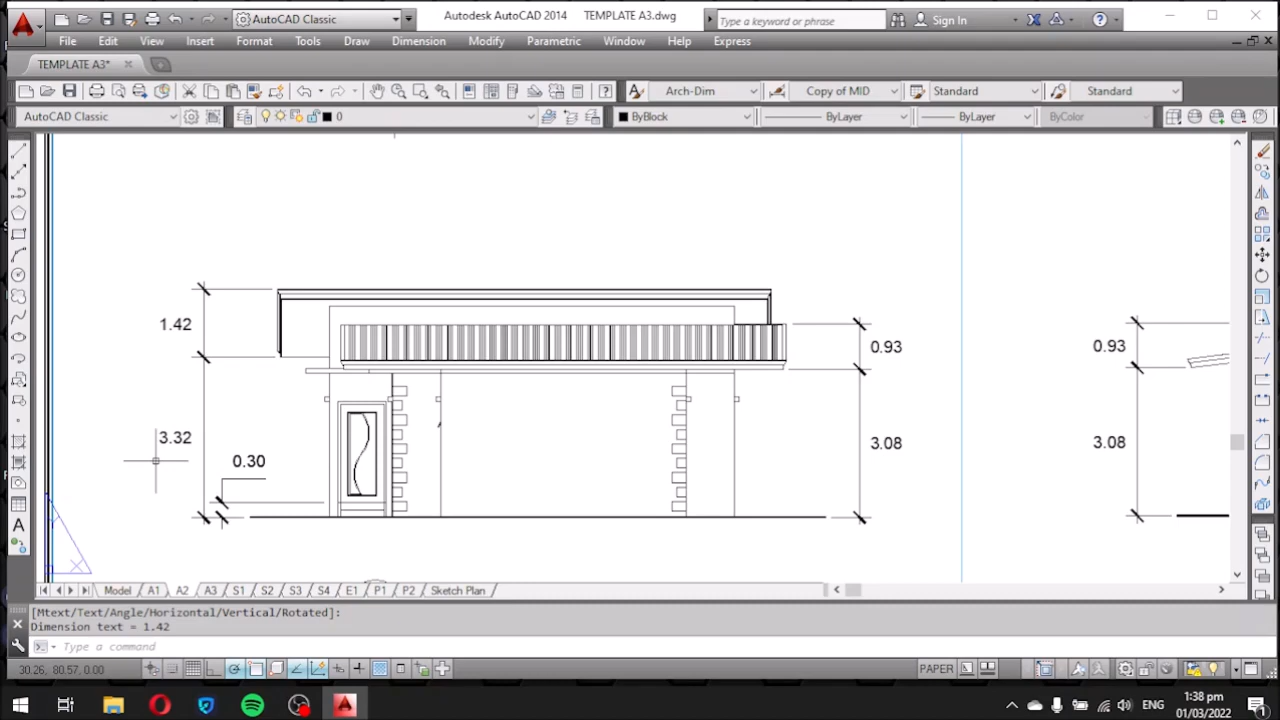 AutoCAD Classic
Autodesk AutoCAD 2014 TEMPLATE A3.dwg
Type a keyword or phrase
Sign In
File Edit View Insert Format Tools Draw Dimension Modify Parametric Window Help Express
TEMPLATE A3*
Arch-Dim Copy of MID Standard Standard
AutoCAD Classic 0 ByBlock ByLayer ByLayer ByColor
1.42
0.93
0.93
3.32
3.08
3.08
0.30
Model A1 A2 A3 S1 S2 S3 S4 E1 P1 P2 Sketch Plan
[Mtext/Text/Angle/Horizontal/Vertical/Rotated]:
Dimension text = 1.42
Type a command
30.26, 80.57, 0.00 PAPER
ENG
1:38 pm
01/03/2022